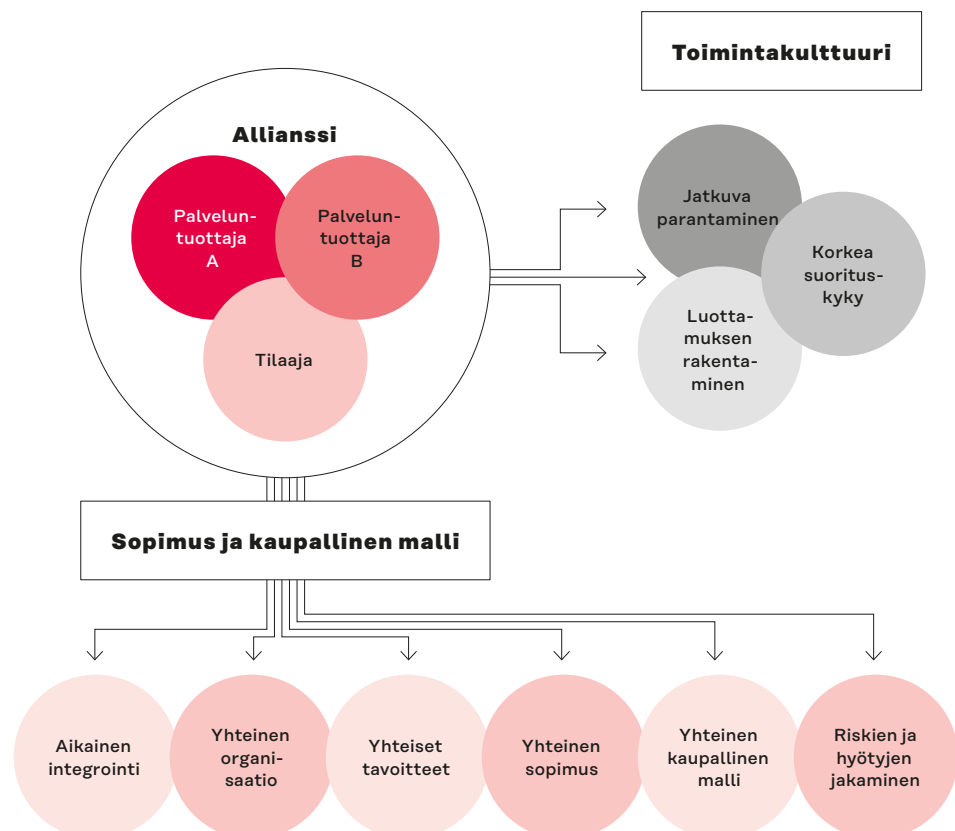 Toimintakulttuuri
Allianssi
Palvelun-
tuottaja
A
Palvelun-
tuottaja
B
Tilaaja
Jatkuva
parantaminen
Korkea
suoritus-
kyky
Luotta-
muksen
rakenta-
minen
Sopimus ja kaupallinen malli
Aikainen
integrointi
Yhteinen
organi-
saatio
Yhteiset
tavoitteet
Yhteinen
sopimus
Yhteinen
kaupallinen
malli
Riskien ja
hyötyjen
jakaminen